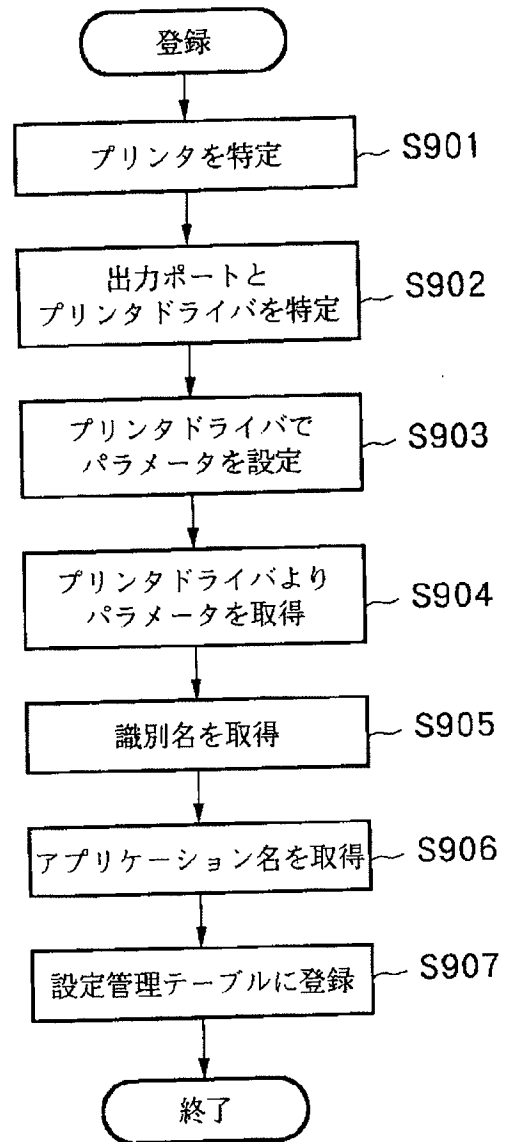 登録
プリンタを特定
S901
出力ポートと
プリンタドライバを特定
S902
プリンタドライバで
パラメータを設定
S903
プリンタドライバより
パラメータを取得
S904
識別名を取得
S905
アプリケーション名を取得
S906
設定管理テーブルに登録
S907
終了